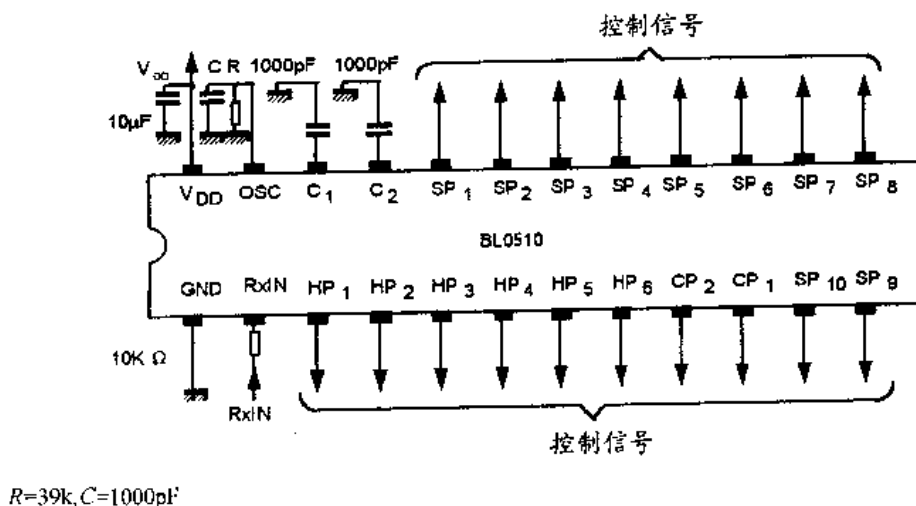 控制信号
V_DD C R 1000pF 1000pF
10μF
V_DD OSC C_1 C_2 SP_1 SP_2 SP_3 SP_4 SP_5 SP_6 SP_7 SP_8
BL0510
GND RxIN HP_1 HP_2 HP_3 HP_4 HP_5 HP_6 CP_2 CP_1 SP_10 SP_9
10K Ω
RxIN
控制信号
R=39k,C=1000pF